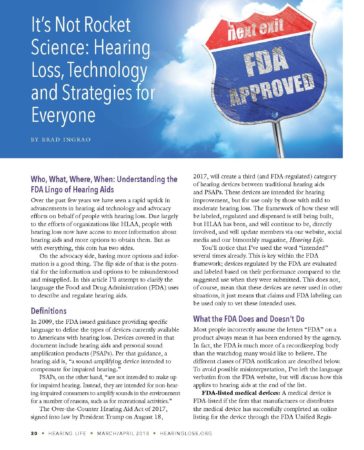 It's Not Rocket
Science: Hearing
Loss, Technology
and Strategies for
Everyone
BY BRAD INGRAO
next exit
FDA
APPROVED
Who, What, Where, When: Understanding the
FDA Lingo of Hearing Aids
Over the past few years we have seen a rapid uptick in
advancements in hearing aid technology and advocacy
efforts on behalf of people with hearing loss. Due largely
to the efforts of organizations like HLAA, people with
hearing loss now have access to more information about
hearing aids and more options to obtain them. But as
with everything, this coin has two sides.
On the advocacy side, having more options and infor-
mation is a good thing. The flip side of that is the poten-
tial for the information and options to be misunderstood
and misapplied. In this article I'll attempt to clarify the
language the Food and Drug Administration (FDA) uses
to describe and regulate hearing aids.
Definitions
In 2009, the FDA issued guidance providing specific
language to define the types of devices currently available
to Americans with hearing loss. Devices covered in that
document include hearing aids and personal sound
amplification products (PSAPs). Per that guidance, a
hearing aid is, "a sound-amplifying device intended to
compensate for impaired hearing."
PSAPs, on the other hand, "are not intended to make up
for impaired hearing. Instead, they are intended for non-hear-
ing-impaired consumers to amplify sounds in the environment
for a number of reasons, such as for recreational activities."
The Over-the-Counter Hearing Aid Act of 2017,
signed into law by President Trump on August 18,
2017, will create a third (and FDA-regulated) category
of hearing devices between traditional hearing aids
and PSAPs. These devices are intended for hearing
improvement, but for use only by those with mild to
moderate hearing loss. The framework of how these will
be labeled, regulated and dispensed is still being built,
but HLAA has been, and will continue to be, directly
involved, and will update members via our website, social
media and our bimonthly magazine, Hearing Life.
You'll notice that I've used the word "intended"
several times already. This is key within the FDA
framework; devices regulated by the FDA are evaluated
and labeled based on their performance compared to the
suggested use when they were submitted. This does not,
of course, mean that these devices are never used in other
situations, it just means that claims and FDA labeling can
be used only to vet these intended uses.
What the FDA Does and Doesn't Do
Most people incorrectly assume the letters "FDA" on a
product always mean it has been endorsed by the agency.
In fact, the FDA is much more of a recordkeeping body
than the watchdog many would like to believe. The
different classes of FDA notification are described below.
To avoid possible misinterpretation, I've left the language
verbatim from the FDA website, but will discuss how this
applies to hearing aids at the end of the list.
FDA-listed medical devices: A medical device is
FDA-listed if the firm that manufactures or distributes
the medical device has successfully completed an online
listing for the device through the FDA Unified Regis-
20 • HEARING LIFE • MARCH/APRIL 2018 • HEARINGLOSS.ORG